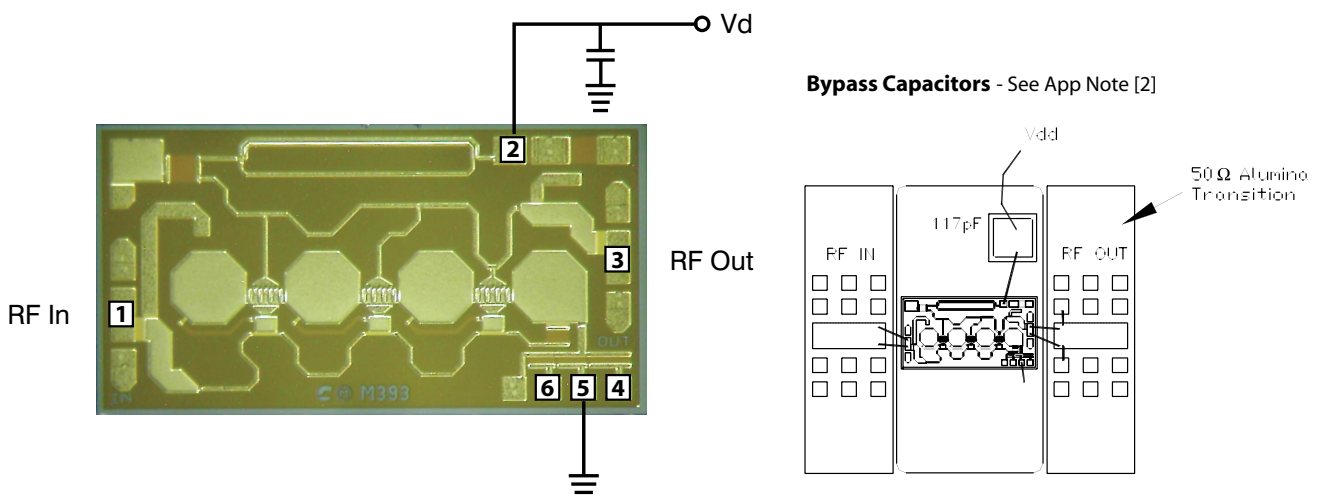 Vd
Bypass Capacitors - See App Note [2]
Vdd
50 Ω Alumina
Transition
2
117pF
3
RF Out
RF IN
RF OUT
RF In
1
OUT
6 5 4
IN
M393